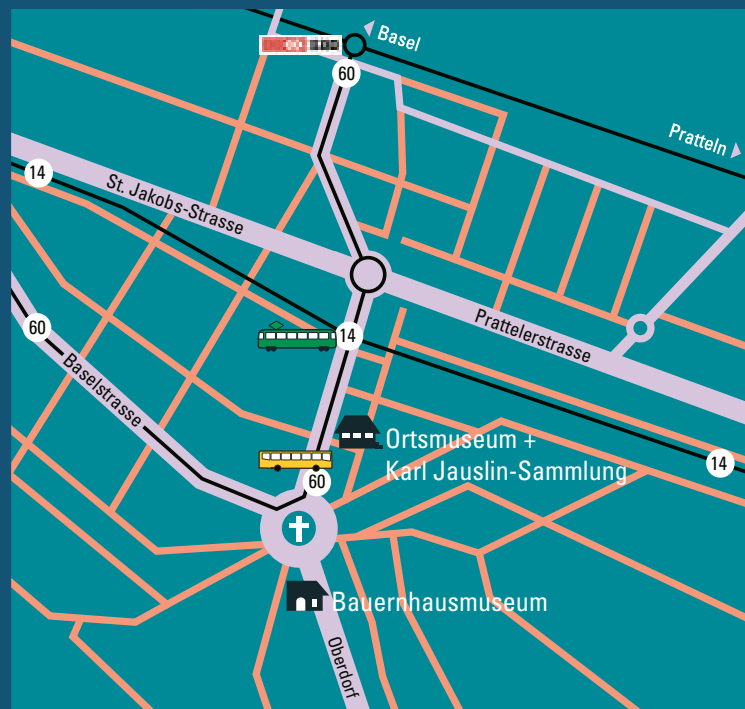 Basel
60
Pratteln
14
St. Jakobs-Strasse
60
14
Prattelerstrasse
Baselstrasse
Ortsmuseum +
Karl Jauslin-Sammlung
14
60
Bauernhausmuseum
Oberdorf